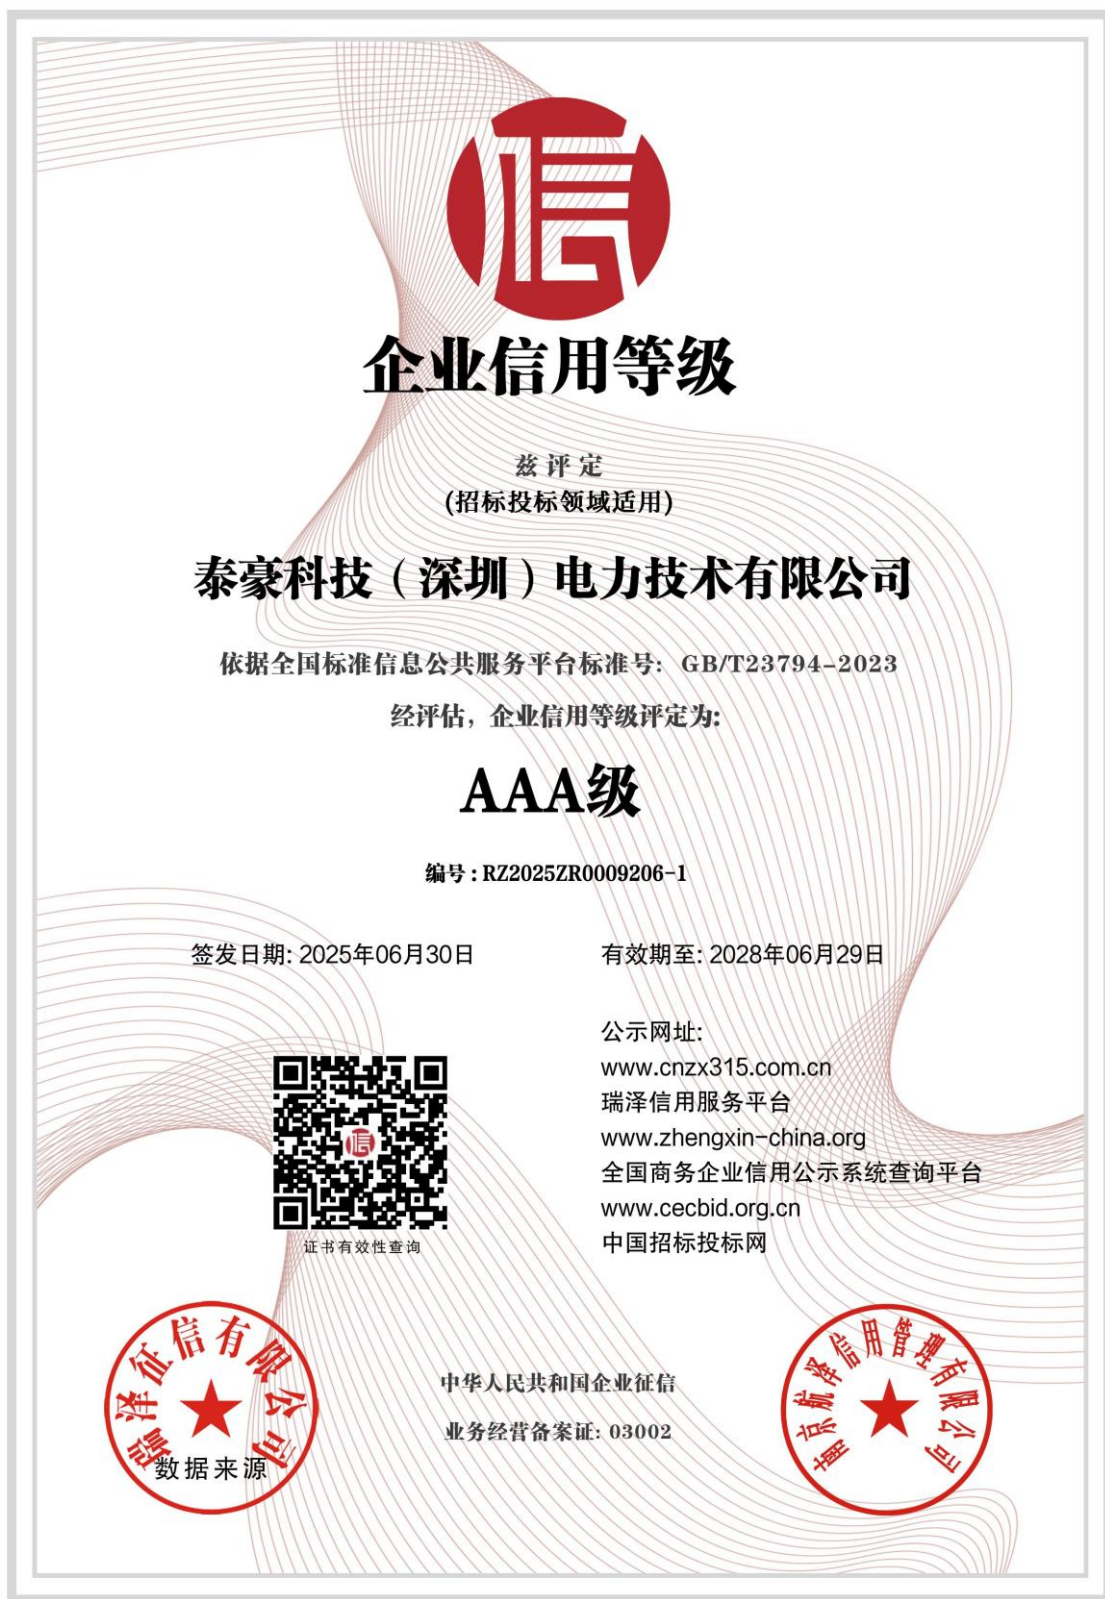 信
企业信用等级
兹评定
(招标投标领域适用)
泰豪科技（深圳）电力技术有限公司
依据全国标准信息公共服务平台标准号: GB/T23794-2023
经评估, 企业信用等级评定为:
AAA级
编号: RZ2025ZR0009206-1
签发日期: 2025年06月30日
有效期至: 2028年06月29日
公示网址:
www.cnzx315.com.cn
瑞泽信用服务平台
www.zhengxin-china.org
全国商务企业信用公示系统查询平台
www.cecbid.org.cn
中国招标投标网
信
证书有效性查询
瑞泽征信有限公司
数据来源
中华人民共和国企业征信
业务经营备案证: 03002
南京航泽信用管理有限公司